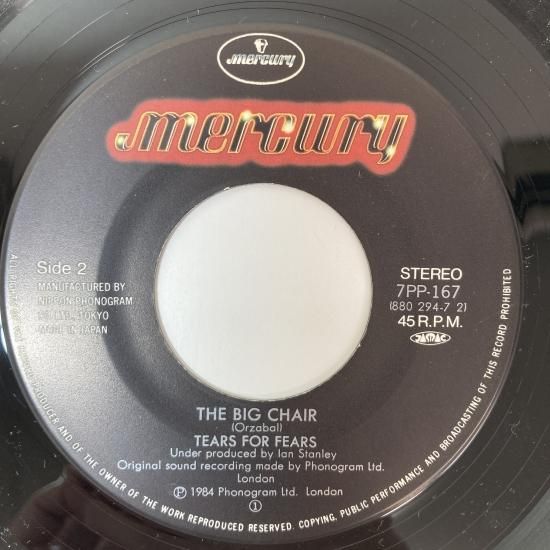 mercury
mercury
Side 2
MANUFACTURED BY
NIPPON PHONOGRAM
CO., LTD., TOKYO
MADE IN JAPAN
STEREO
7PP-167
(880 294-7 2)
45 R.P.M.
JASRAC
THE BIG CHAIR
(Orzabal)
TEARS FOR FEARS
Under produced by Ian Stanley
Original sound recording made by Phonogram Ltd.
London
Ⓟ 1984 Phonogram Ltd. London
①
PRODUCER AND OF THE OWNER OF THE WORK REPRODUCED RESERVED. COPYING, PUBLIC PERFORMANCE AND BROADCASTING OF THIS RECORD PROHIBITED